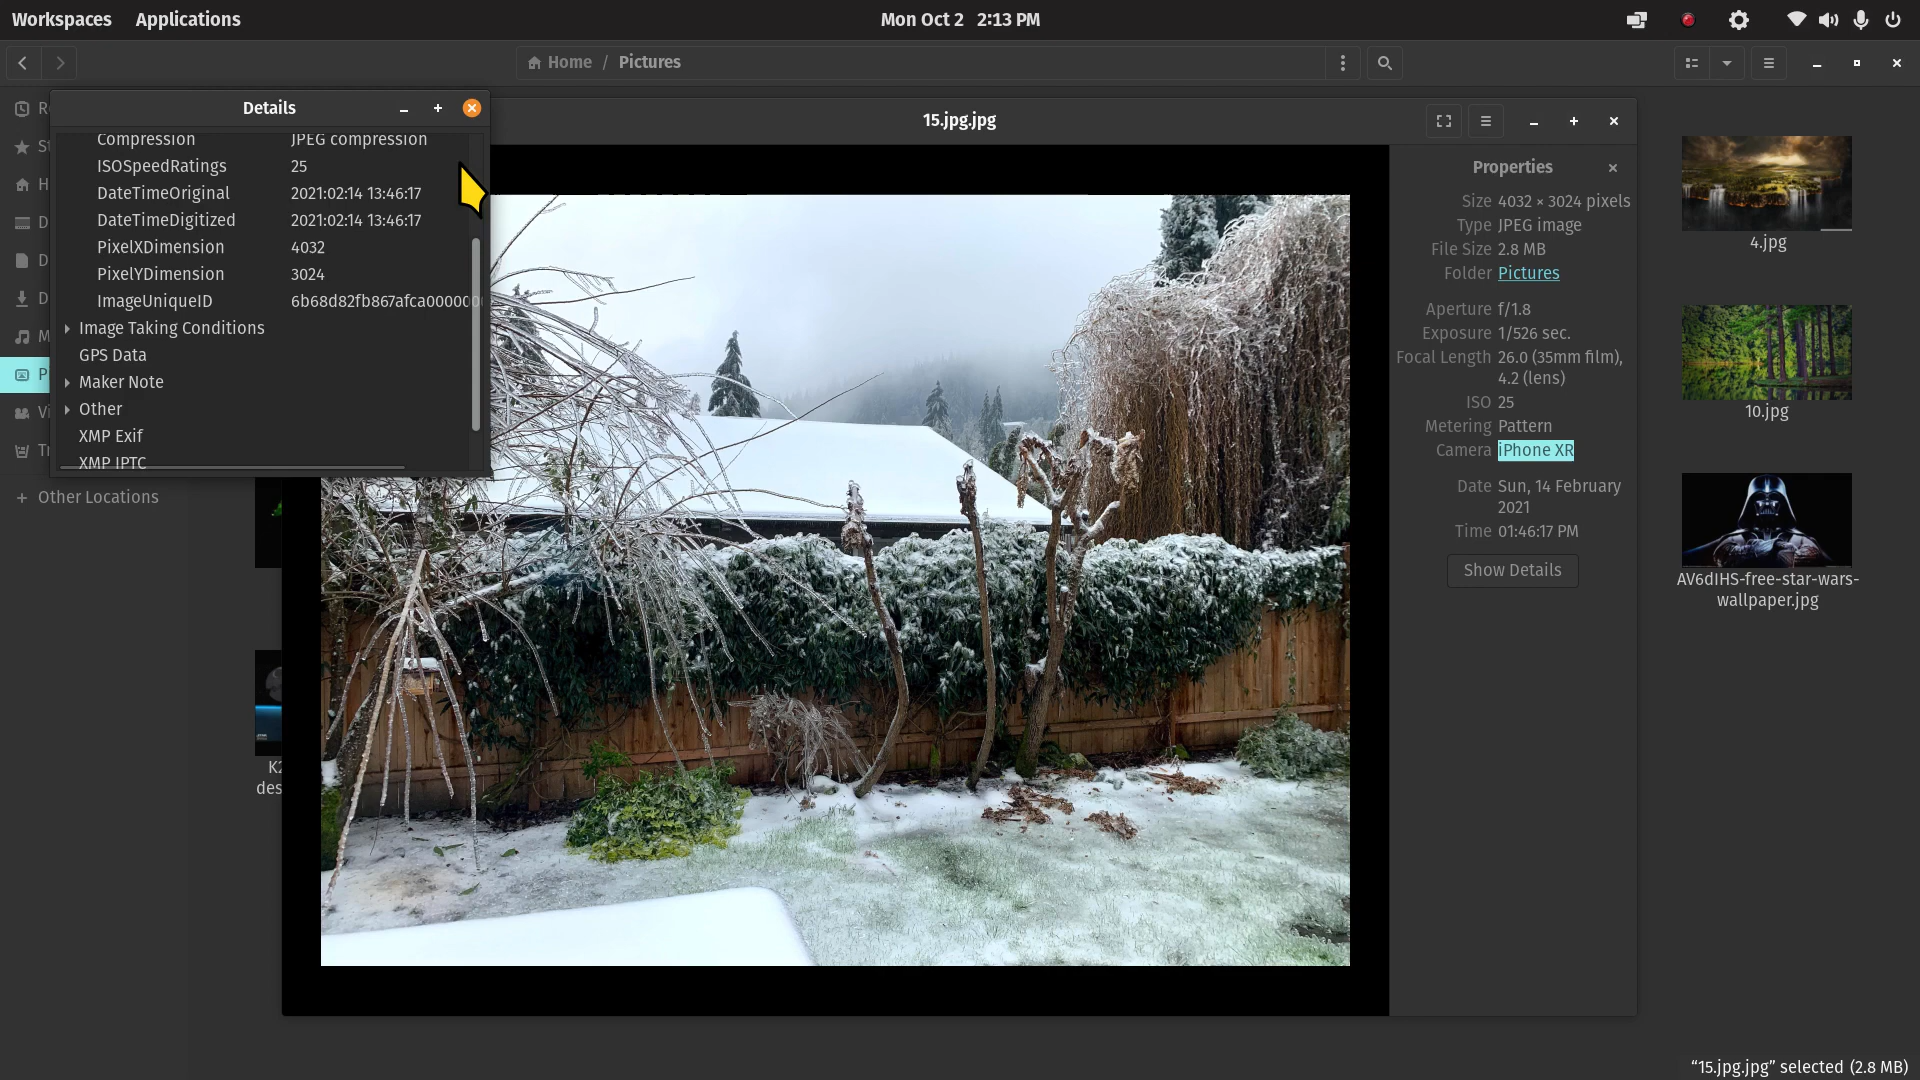 Workspaces Applications Mon Oct 2 2:13 PM
Home / Pictures
Details
Compression JPEG compression
ISOSpeedRatings 25
DateTimeOriginal 2021:02:14 13:46:17
DateTimeDigitized 2021:02:14 13:46:17
PixelXDimension 4032
PixelYDimension 3024
ImageUniqueID 6b68d82fb867afca000000
Image Taking Conditions
GPS Data
Maker Note
Other
XMP Exif
XMP IPTC
Other Locations
15.jpg.jpg
Properties
Size 4032 × 3024 pixels
Type JPEG image
File Size 2.8 MB
Folder Pictures
Aperture f/1.8
Exposure 1/526 sec.
Focal Length 26.0 (35mm film),
4.2 (lens)
ISO 25
Metering Pattern
Camera iPhone XR
Date Sun, 14 February
2021
Time 01:46:17 PM
Show Details
4.jpg
10.jpg
AV6dIHS-free-star-wars-
wallpaper.jpg
“15.jpg.jpg” selected (2.8 MB)